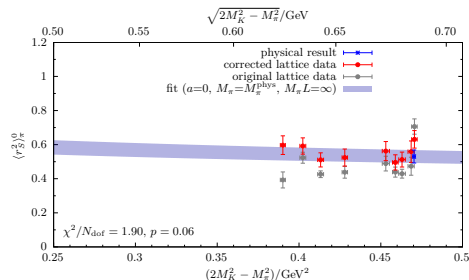 √2M_K^2 − M_π^2/GeV
0.50 0.55 0.60 0.65 0.70
physical result
corrected lattice data
original lattice data
fit (a=0, M_π=M_π^phys, M_πL=∞)
1.2
1
0.8
0.6
0.4
0.2
0
⟨r_S^2⟩_π^0
χ^2/N_dof = 1.90, p = 0.06
0.25 0.3 0.35 0.4 0.45 0.5
(2M_K^2 − M_π^2)/GeV^2